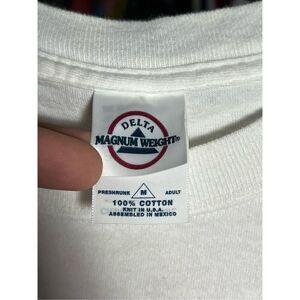 DELTA
MAGNUM WEIGHT®
PRESHRUNK M ADULT
100% COTTON
KNIT IN U.S.A.
ASSEMBLED IN MEXICO